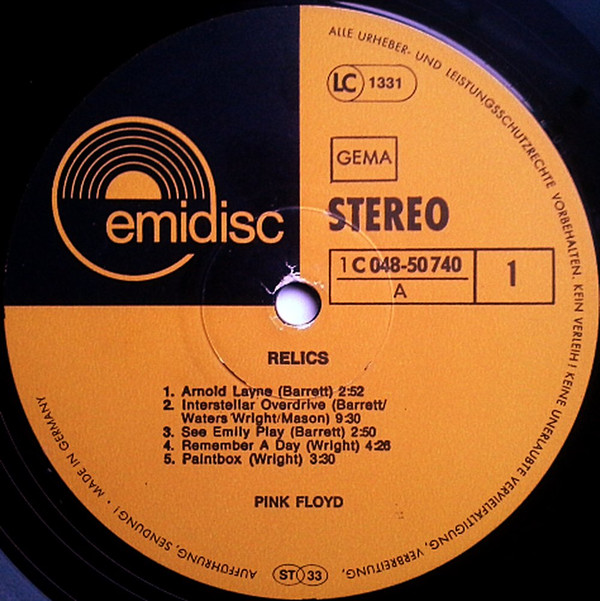 ALLE URHEBER- UND LEISTUNGSSCHUTZRECHTE VORBEHALTEN. KEIN VERLEIH! KEINE UNERLAUBTE VERVIELFÄLTIGUNG, VERBREITUNG, AUFFÜHRUNG, SENDUNG! · MADE IN GERMANY
LC 1331
GEMA
emidisc
STEREO
1 C 048-50 740
A
1
RELICS
1. Arnold Layne (Barrett) 2:52
2. Interstellar Overdrive (Barrett/
Waters/Wright/Mason) 9:30
3. See Emily Play (Barrett) 2:50
4. Remember A Day (Wright) 4:26
5. Paintbox (Wright) 3:30
PINK FLOYD
ST 33